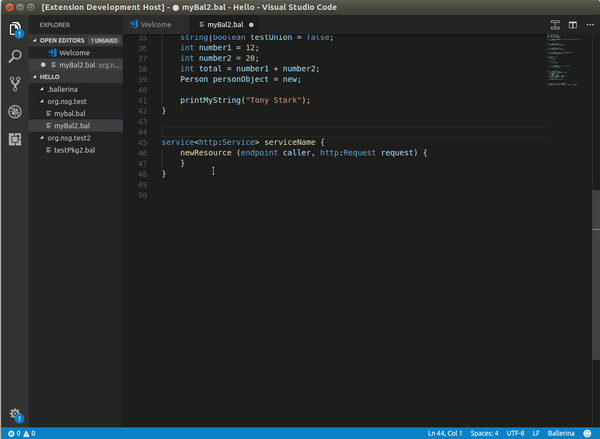 [Extension Development Host] - ● myBal2.bal - Hello - Visual Studio Code
EXPLORER
OPEN EDITORS 1 UNSAVED
Welcome
● myBal2.bal org.n...
HELLO
.ballerina
org.nsg.test
mybal.bal
myBal2.bal
org.nsg.test2
testPkg2.bal
Welcome
myBal2.bal ●
35 string|boolean testUnion = false;
36 int number1 = 12;
37 int number2 = 20;
38 int total = number1 + number2;
39 Person personObject = new;
40
41 printMyString("Tony Stark");
42 }
43
44
45 service<http:Service> serviceName {
46 newResource (endpoint caller, http:Request request) {
47 }
48 }
49
50
1
1
0 0
Ln 44, Col 1 Spaces: 4 UTF-8 LF Ballerina